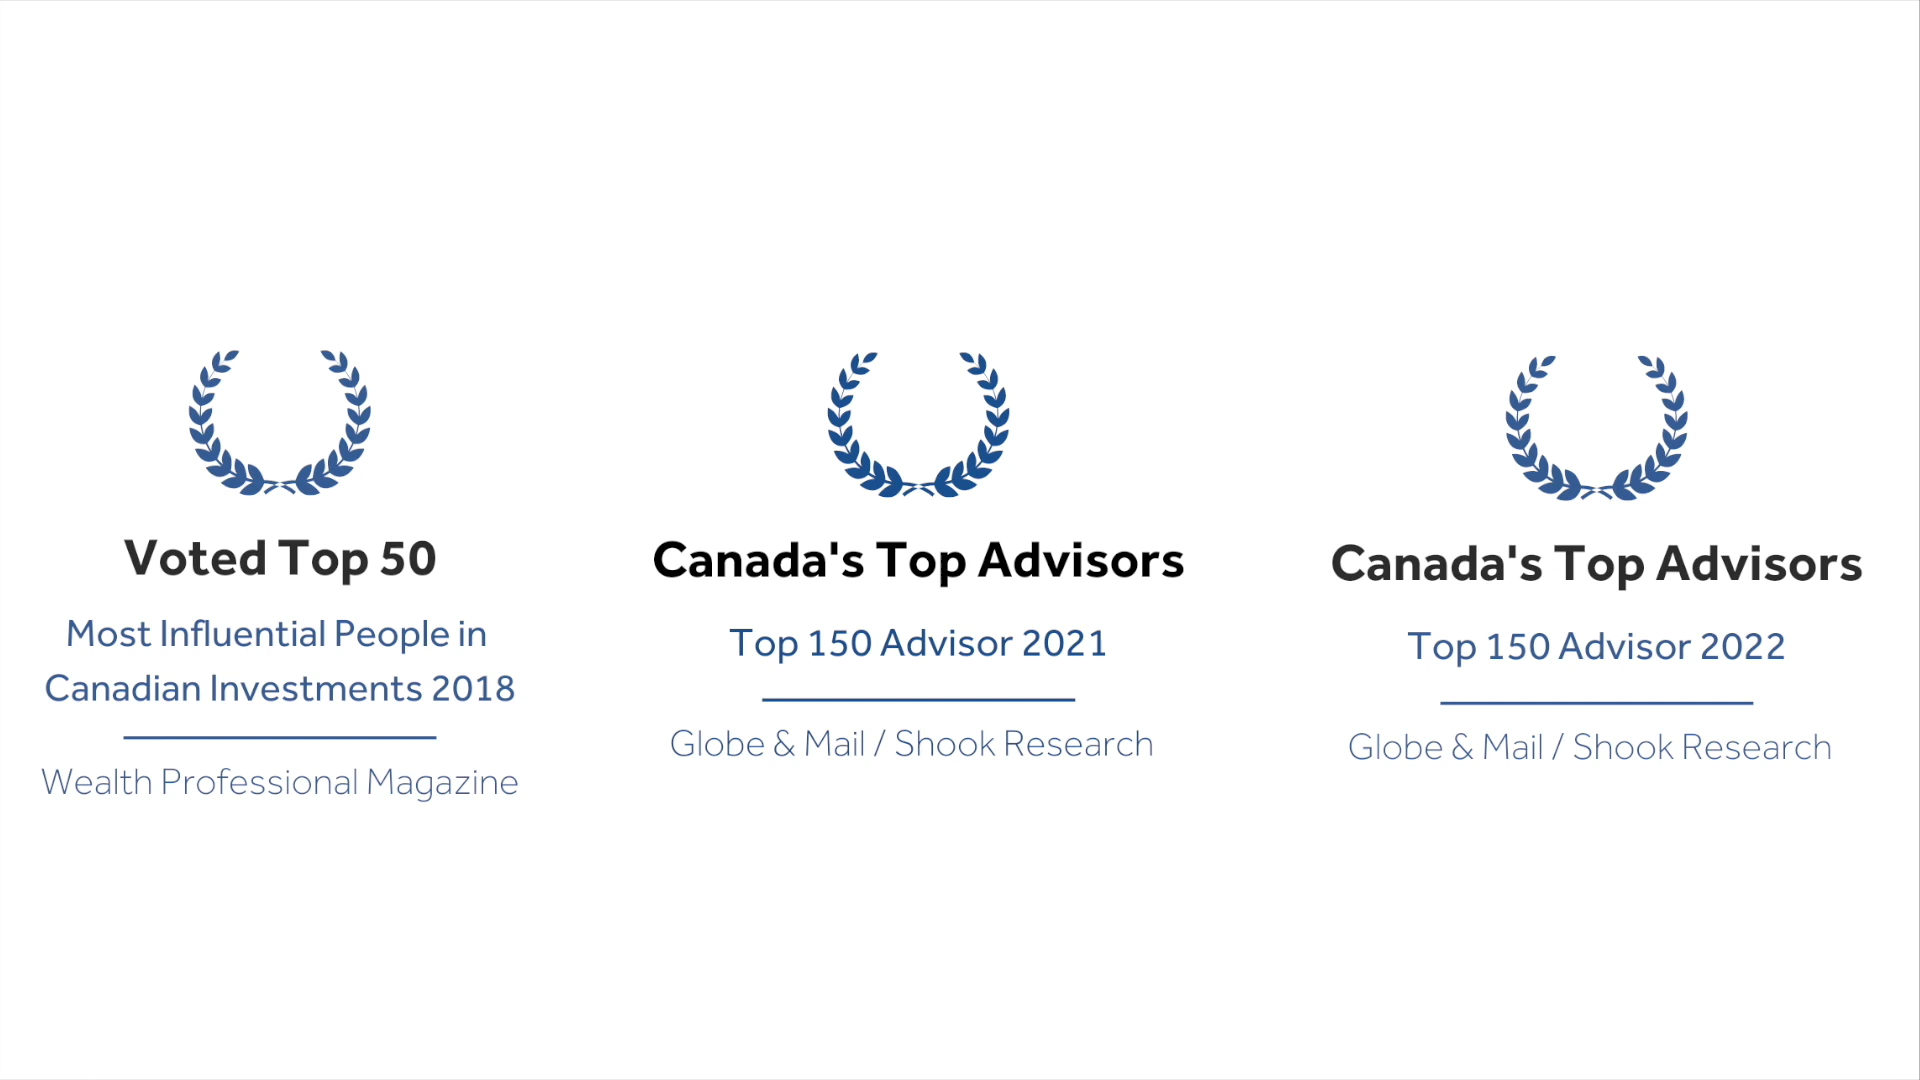 Voted Top 50
Most Influential People in
Canadian Investments 2018
Wealth Professional Magazine
Canada's Top Advisors
Top 150 Advisor 2021
Globe & Mail / Shook Research
Canada's Top Advisors
Top 150 Advisor 2022
Globe & Mail / Shook Research